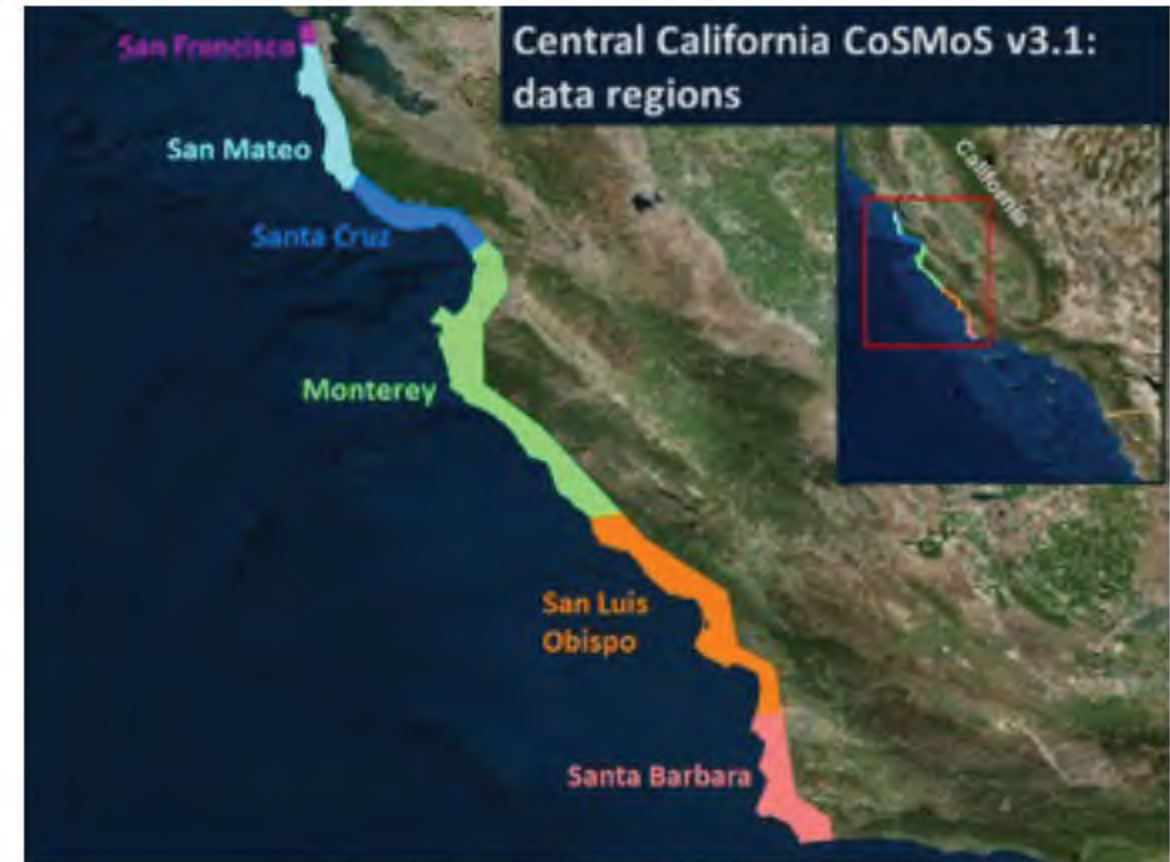 Central California CoSMoS v3.1:
data regions
San Francisco
San Mateo
Santa Cruz
Monterey
San Luis
Obispo
Santa Barbara
California